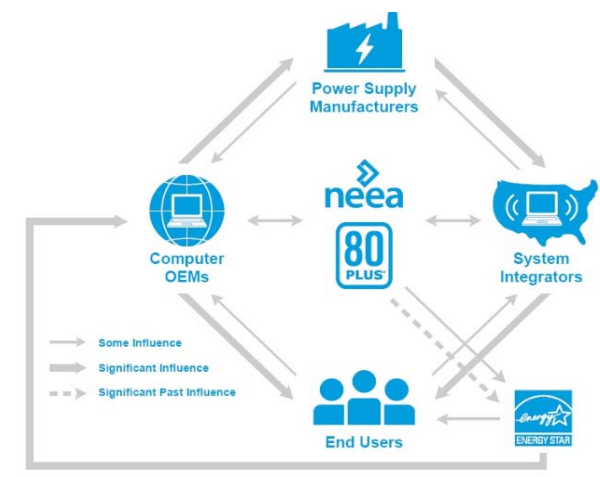 Power Supply
Manufacturers
neea
80
PLUS
Computer
OEMs
System
Integrators
Some Influence
Significant Influence
Significant Past Influence
End Users
energy
ENERGY STAR